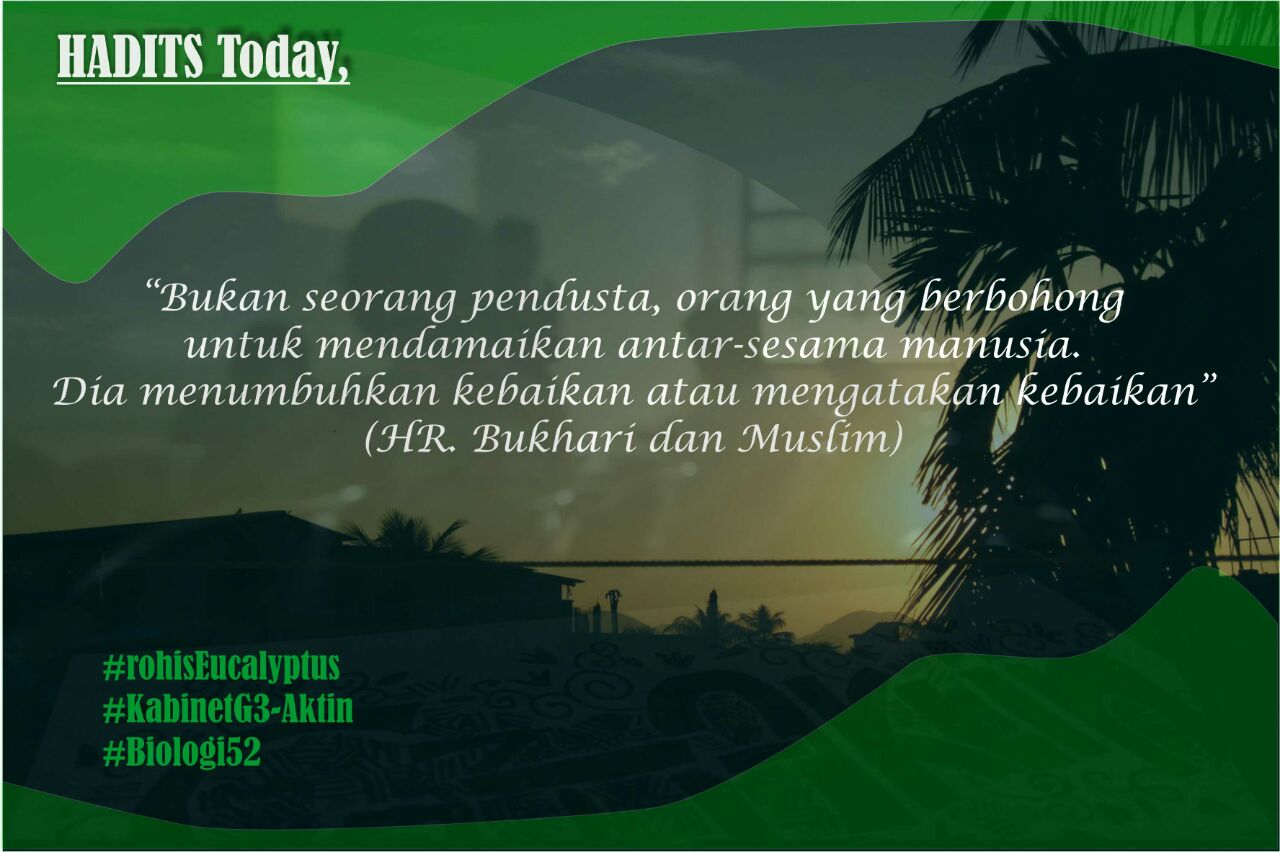 HADITS Today,
“Bukan seorang pendusta, orang yang berbohong
untuk mendamaikan antar-sesama manusia.
Dia menumbuhkan kebaikan atau mengatakan kebaikan”
(HR. Bukhari dan Muslim)
#rohisEucalyptus
#KabinetG3-Aktin
#Biologi52